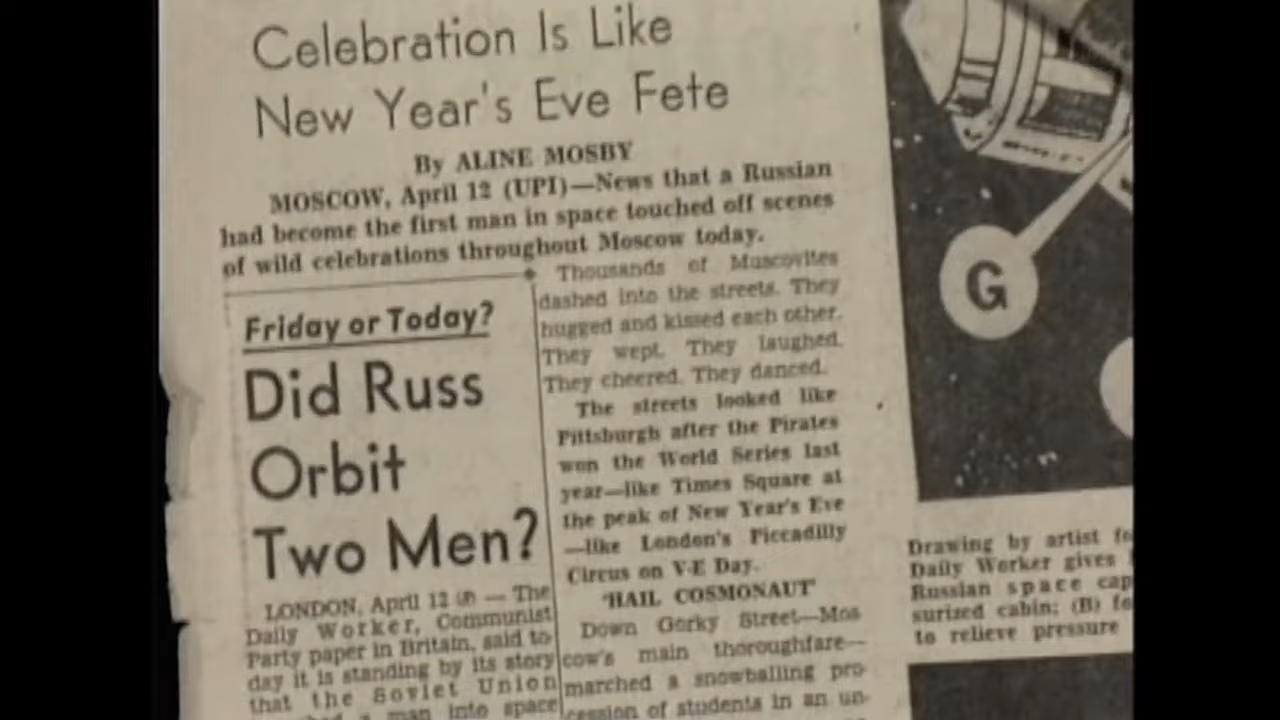 Celebration Is Like
New Year's Eve Fete
By ALINE MOSBY
MOSCOW, April 12 (UPI)—News that a Russian
had become the first man in space touched off scenes
of wild celebrations throughout Moscow today.
Thousands of Muscovites
dashed into the streets. They
hugged and kissed each other.
They wept. They laughed.
They cheered. They danced.
The streets looked like
Pittsburgh after the Pirates
won the World Series last
year—like Times Square at
the peak of New Year's Eve
—like London's Piccadilly
Circus on V-E Day.
'HAIL COSMONAUT'
Down Gorky Street—Mos
cow's main thoroughfare—
marched a snowballing pro-
cession of students in an un-
Friday or Today?
Did Russ
Orbit
Two Men?
LONDON, April 12 (AP) — The
Daily Worker, Communist
Party paper in Britain, said to-
day it is standing by its story
that the Soviet Union
a man into space
G
Drawing by artist
Daily Worker gives
Russian space cap
surized cabin; (B)
to relieve pressure